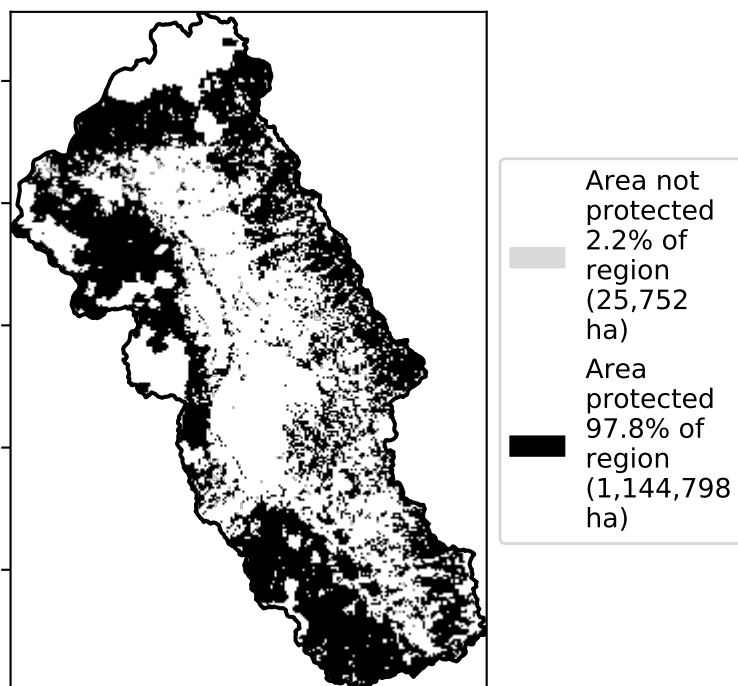 Area not
protected
2.2% of
region
(25,752
ha)
Area
protected
97.8% of
region
(1,144,798
ha)